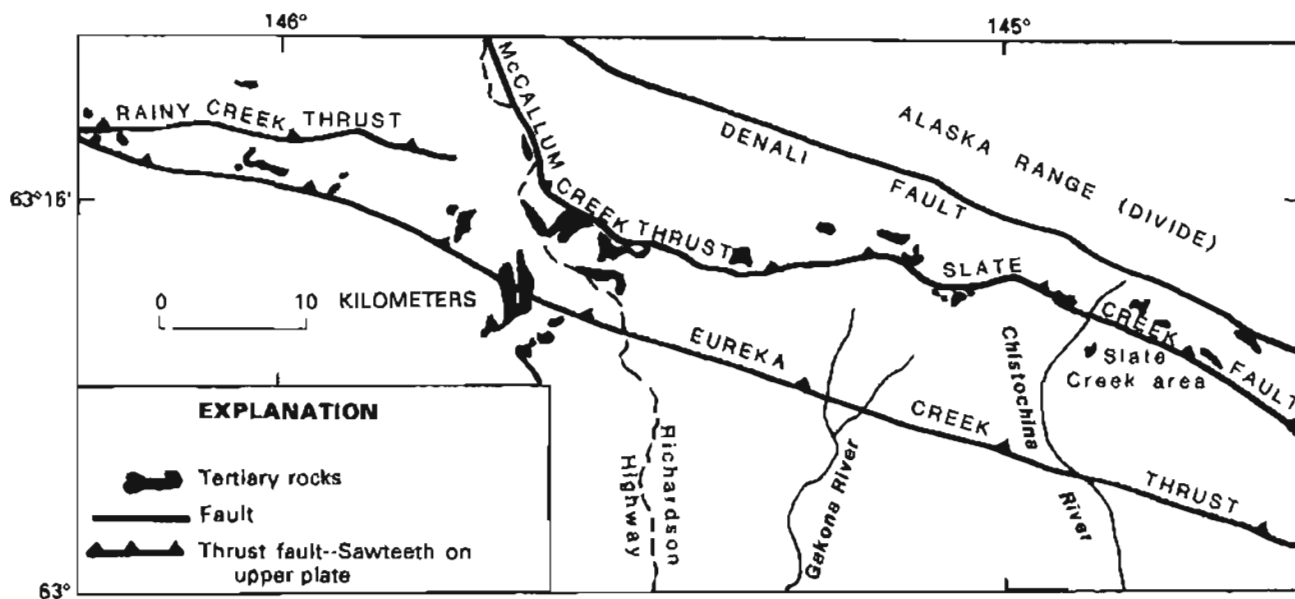 146°
145°
McCALLUM
CREEK THRUST
RAINY CREEK THRUST
DENALI
FAULT
ALASKA RANGE (DIVIDE)
63°15'
SLATE
CREEK
FAULT
0 10 KILOMETERS
EUREKA
CREEK
THRUST
Slate
Creek area
Chistochina
River
Gakona River
Richardson
Highway
EXPLANATION
Tertiary rocks
Fault
Thrust fault--Sawteeth on
upper plate
63°